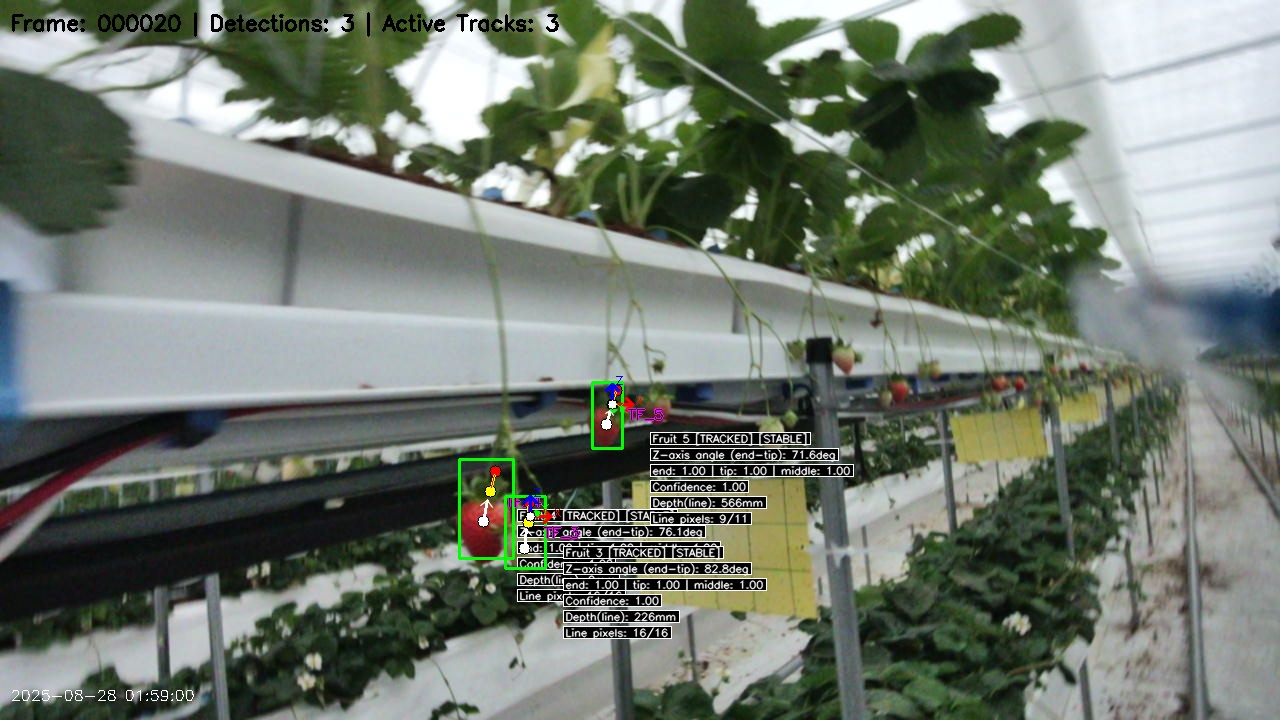 Frame: 000020 | Detections: 3 | Active Tracks: 3
Z
TF_5
Fruit 5 [TRACKED] [STABLE]
Z-axis angle (end-tip): 71.6deg
end: 1.00 | tip: 1.00 | middle: 1.00
Confidence: 1.00
Depth(line): 566mm
Line pixels: 9/11
[TRACKED]
angle (end-tip): 76.1deg
Fruit 3 [TRACKED] [STABLE]
Z-axis angle (end-tip): 82.8deg
end: 1.00 | tip: 1.00 | middle: 1.00
Confidence: 1.00
Depth(line): 226mm
Line pixels: 16/16
2025-08-28 01:59:00